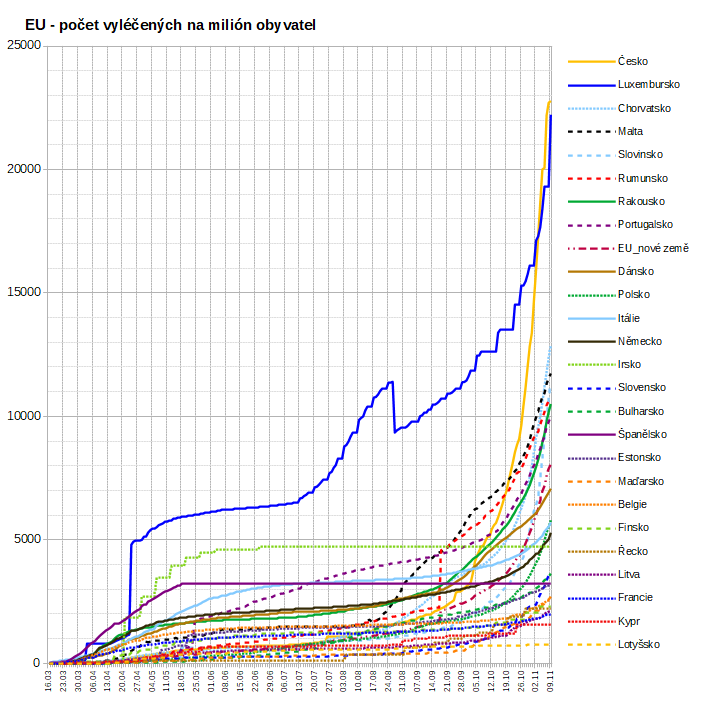 EU - počet vyléčených na milión obyvatel
25000
20000
15000
10000
5000
0
Česko
Luxembursko
Chorvatsko
Malta
Slovinsko
Rumunsko
Rakousko
Portugalsko
EU_nové země
Dánsko
Polsko
Itálie
Německo
Irsko
Slovensko
Bulharsko
Španělsko
Estonsko
Maďarsko
Belgie
Finsko
Řecko
Litva
Francie
Kypr
Lotyšsko
16.03 23.03 30.03 06.04 13.04 20.04 27.04 04.05 11.05 18.05 25.05 01.06 08.06 15.06 22.06 29.06 06.07 13.07 20.07 27.07 03.08 10.08 17.08 24.08 31.08 07.09 14.09 21.09 28.09 05.10 12.10 19.10 26.10 02.11 09.11